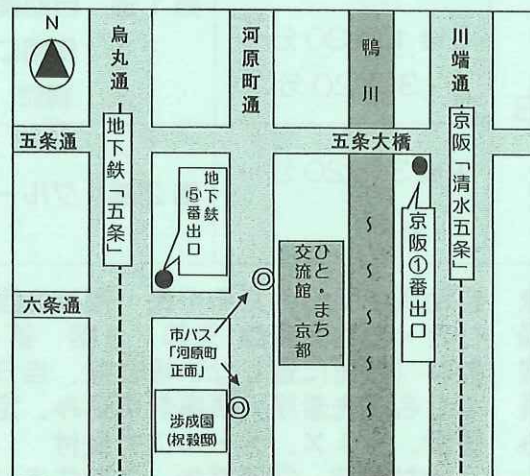 N
烏丸通
河原町通
鴨川
川端通
五条通
五条大橋
地下鉄「五条」
地下鉄
⑤番出口
京阪「清水五条」
京阪①番出口
ひと・まち
交流館 京都
六条通
市バス
「河原町
正面」
渉成園
(枳殻邸)